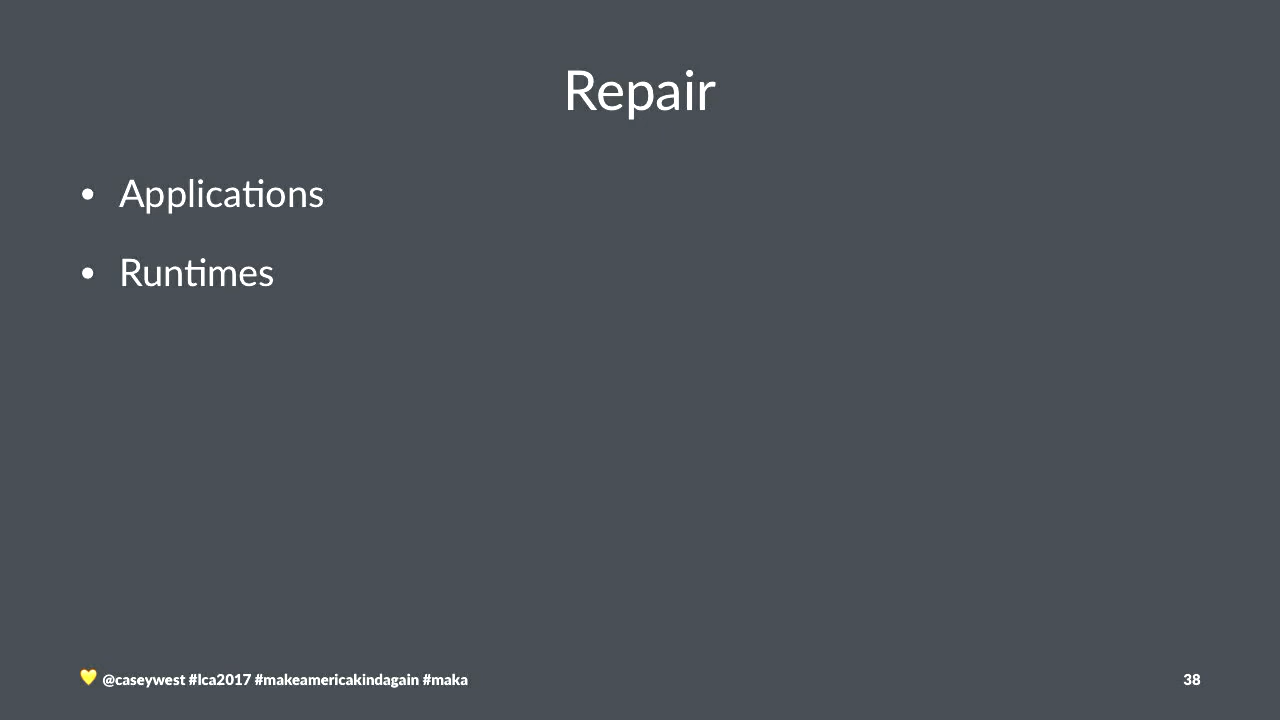 Repair
• Applications
• Runtimes
💛 @caseywest #lca2017 #makeamericakindagain #maka
38